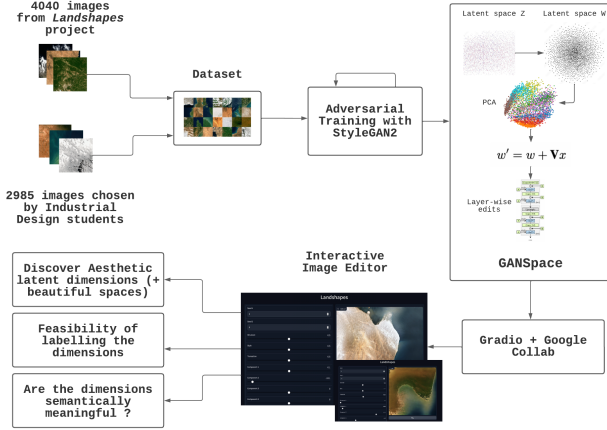 4040 images
from Landshapes
project
2985 images chosen
by Industrial
Design students
Dataset
Adversarial
Training with
StyleGAN2
Latent space Z
Latent space W
PCA
w' = w + Vx
Layer-wise
edits
GANSpace
Gradio + Google
Collab
Interactive
Image Editor
Landshapes
Landshapes
Discover Aesthetic
latent dimensions (+
beautiful spaces)
Feasibility of
labelling the
dimensions
Are the dimensions
semantically
meaningful ?